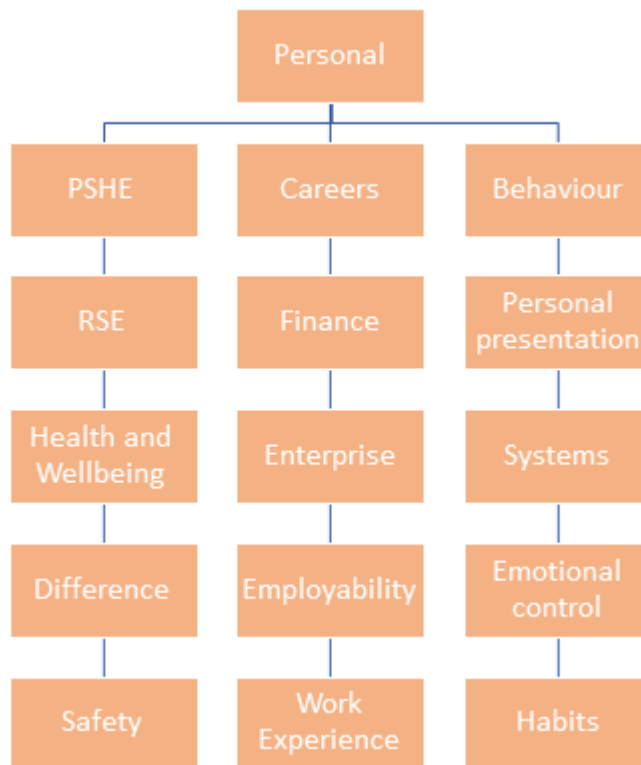 Personal
PSHE
Careers
Behaviour
RSE
Finance
Personal
presentation
Health and
Wellbeing
Enterprise
Systems
Difference
Employability
Emotional
control
Safety
Work
Experience
Habits